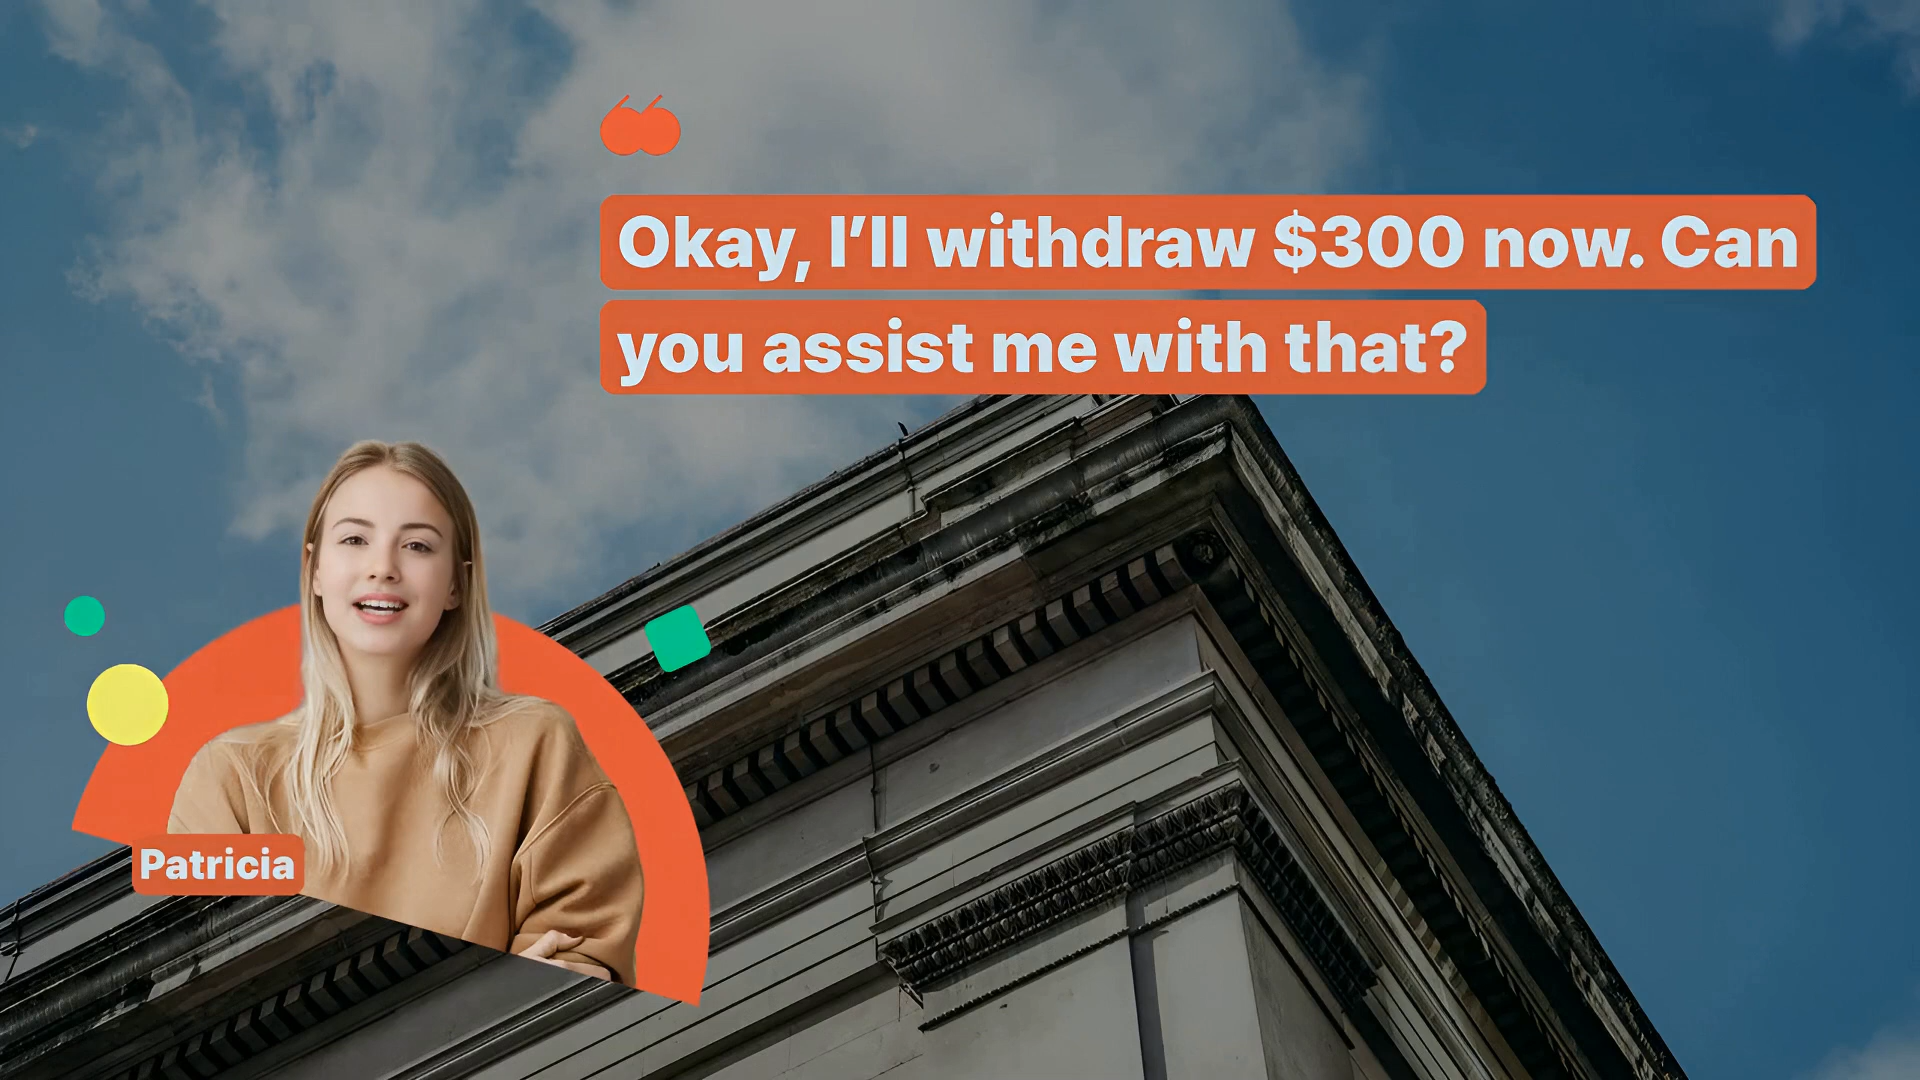 Okay, I’ll withdraw $300 now. Can
you assist me with that?
Patricia